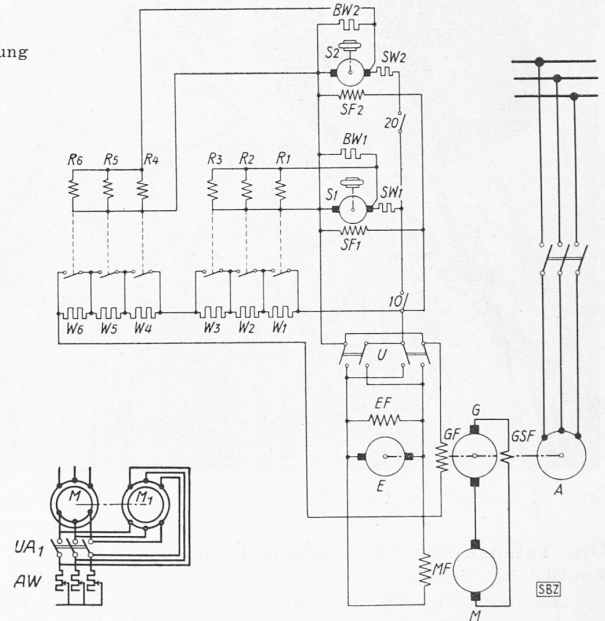 ung
BW2
S2
SW2
SF2
20
BW1
R6 R5 R4 R3 R2 R1
S1
SW1
SF1
10
W6 W5 W4 W3 W2 W1
U
EF
E
GF
G
GSF
A
M M1
UA1
AW
MF
M
SBZ